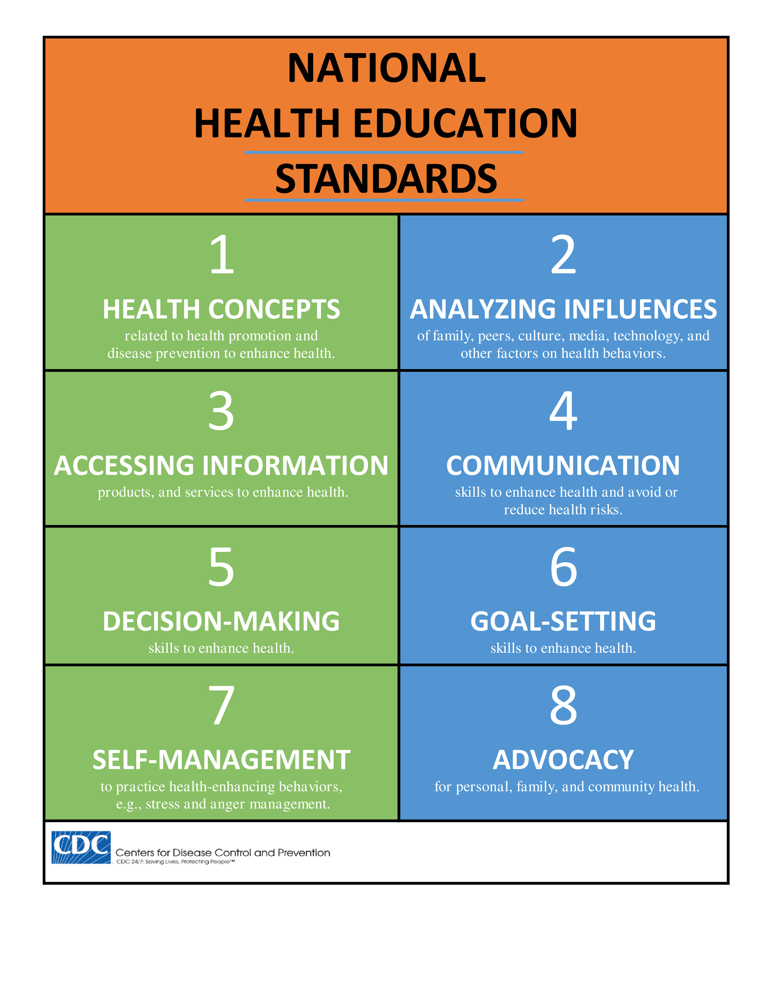 NATIONAL
HEALTH EDUCATION
STANDARDS
1
HEALTH CONCEPTS
related to health promotion and
disease prevention to enhance health.
2
ANALYZING INFLUENCES
of family, peers, culture, media, technology, and
other factors on health behaviors.
3
ACCESSING INFORMATION
products, and services to enhance health.
4
COMMUNICATION
skills to enhance health and avoid or
reduce health risks.
5
DECISION-MAKING
skills to enhance health.
6
GOAL-SETTING
skills to enhance health.
7
SELF-MANAGEMENT
to practice health-enhancing behaviors,
e.g., stress and anger management.
8
ADVOCACY
for personal, family, and community health.
CDC
Centers for Disease Control and Prevention
CDC 24/7: Saving Lives, Protecting People™